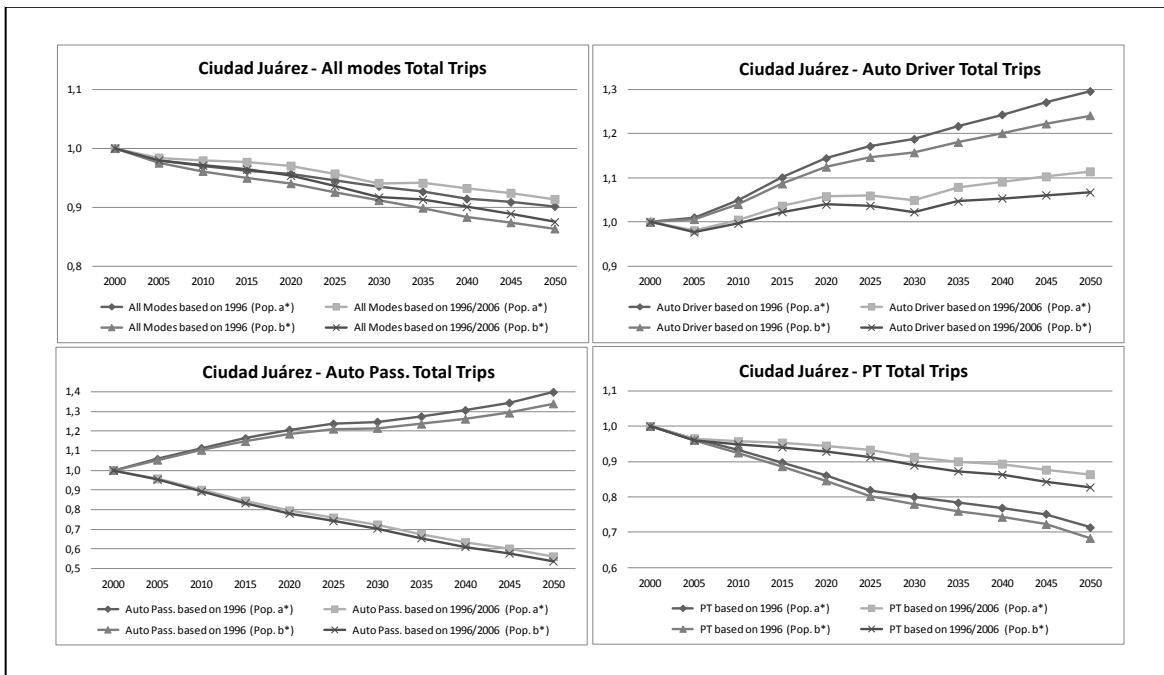 Ciudad Juárez - All modes Total Trips
1,1
1,0
0,9
0,8
2000 2005 2010 2015 2020 2025 2030 2035 2040 2045 2050
All Modes based on 1996 (Pop. a*) All Modes based on 1996/2006 (Pop. a*)
All Modes based on 1996 (Pop. b*) All Modes based on 1996/2006 (Pop. b*)
Ciudad Juárez - Auto Driver Total Trips
1,3
1,2
1,1
1,0
0,9
2000 2005 2010 2015 2020 2025 2030 2035 2040 2045 2050
Auto Driver based on 1996 (Pop. a*) Auto Driver based on 1996/2006 (Pop. a*)
Auto Driver based on 1996 (Pop. b*) Auto Driver based on 1996/2006 (Pop. b*)
Ciudad Juárez - Auto Pass. Total Trips
1,4
1,3
1,2
1,1
1,0
0,9
0,8
0,7
0,6
0,5
2000 2005 2010 2015 2020 2025 2030 2035 2040 2045 2050
Auto Pass. based on 1996 (Pop. a*) Auto Pass. based on 1996/2006 (Pop. a*)
Auto Pass. based on 1996 (Pop. b*) Auto Pass. based on 1996/2006 (Pop. b*)
Ciudad Juárez - PT Total Trips
1,1
1,0
0,9
0,8
0,7
0,6
2000 2005 2010 2015 2020 2025 2030 2035 2040 2045 2050
PT based on 1996 (Pop. a*) PT based on 1996/2006 (Pop. a*)
PT based on 1996 (Pop. b*) PT based on 1996/2006 (Pop. b*)